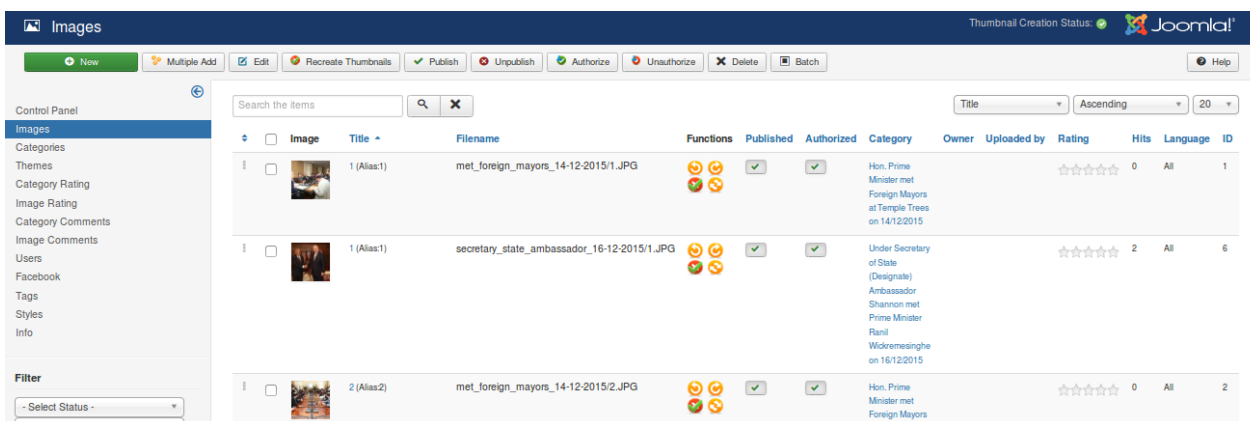 Images
Thumbnail Creation Status:
Joomla!®
New Multiple Add Edit Recreate Thumbnails Publish Unpublish Authorize Unauthorize Delete Batch Help
Control Panel
Images
Categories
Themes
Category Rating
Image Rating
Category Comments
Image Comments
Users
Facebook
Tags
Styles
Info
Filter
- Select Status -
Search the items
Title Ascending 20
Image Title Filename Functions Published Authorized Category Owner Uploaded by Rating Hits Language ID
1 (Alias:1) met_foreign_mayors_14-12-2015/1.JPG Hon. Prime 0 All 1
Minister met
Foreign Mayors
at Temple Trees
on 14/12/2015
1 (Alias:1) secretary_state_ambassador_16-12-2015/1.JPG Under Secretary 2 All 6
of State
(Designate)
Ambassador
Shannon met
Prime Minister
Ranil
Wickremesinghe
on 16/12/2015
2 (Alias:2) met_foreign_mayors_14-12-2015/2.JPG Hon. Prime 0 All 2
Minister met
Foreign Mayors